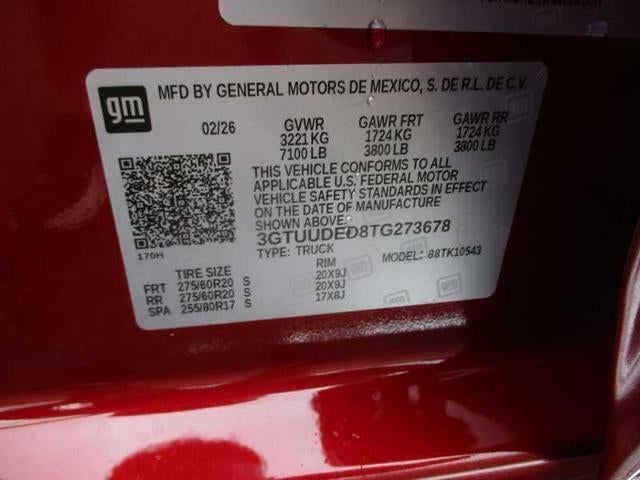 gm
MFD BY GENERAL MOTORS DE MEXICO, S. DE R.L. DE C.V.
02/26 GVWR GAWR FRT GAWR RR
3221 KG 1724 KG 1724 KG
7100 LB 3800 LB 3800 LB
THIS VEHICLE CONFORMS TO ALL
APPLICABLE U.S. FEDERAL MOTOR
VEHICLE SAFETY STANDARDS IN EFFECT
ON THE DATE OF MANUFACTURE
SHOWN ABOVE.
3GTUUDED8TG273678
170H TYPE: TRUCK MODEL: 88TK10543
TIRE SIZE RIM
FRT 275/60R20 S 20X9J
RR 275/60R20 S 20X9J
SPA 255/80R17 S 17X8J